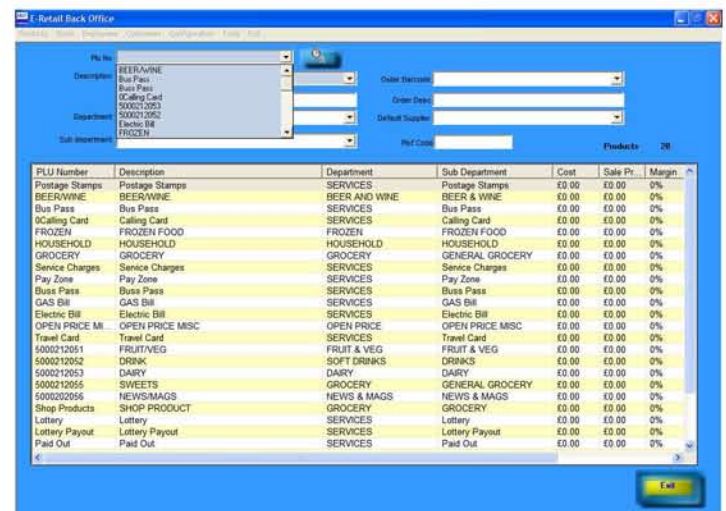 E-Retail Back Office
Products Stock Employees Customers Configuration Tools Exit
Plu No
BEER/WINE
Bus Pass
Buss Pass
0Calling Card
5000212053
5000212052
Electric Bill
FROZEN
Description
Order Barcode
Order Desc
Department
Default Supplier
Sub department
Ref Code
Products 28
PLU Number Description Department Sub Department Cost Sale Pr... Margin
Postage Stamps Postage Stamps SERVICES Postage Stamps £0.00 £0.00 0%
BEER/WINE BEER/WINE BEER AND WINE BEER & WINE £0.00 £0.00 0%
Bus Pass Bus Pass SERVICES Bus Pass £0.00 £0.00 0%
0Calling Card Calling Card SERVICES Calling Card £0.00 £0.00 0%
FROZEN FROZEN FOOD FROZEN FROZEN FOOD £0.00 £0.00 0%
HOUSEHOLD HOUSEHOLD HOUSEHOLD HOUSEHOLD £0.00 £0.00 0%
GROCERY GROCERY GROCERY GENERAL GROCERY £0.00 £0.00 0%
Service Charges Service Charges SERVICES Service Charges £0.00 £0.00 0%
Pay Zone Pay Zone SERVICES Pay Zone £0.00 £0.00 0%
Buss Pass Buss Pass SERVICES Buss Pass £0.00 £0.00 0%
GAS Bill GAS Bill SERVICES GAS Bill £0.00 £0.00 0%
Electric Bill Electric Bill SERVICES Electric Bill £0.00 £0.00 0%
OPEN PRICE MI... OPEN PRICE MISC OPEN PRICE OPEN PRICE MISC £0.00 £0.00 0%
Travel Card Travel Card SERVICES Travel Card £0.00 £0.00 0%
5000212051 FRUIT/VEG FRUIT & VEG FRUIT & VEG £0.00 £0.00 0%
5000212052 DRINK SOFT DRINKS DRINKS £0.00 £0.00 0%
5000212053 DAIRY DAIRY DAIRY £0.00 £0.00 0%
5000212055 SWEETS GROCERY GENERAL GROCERY £0.00 £0.00 0%
5000202056 NEWS/MAGS NEWS & MAGS NEWS & MAGS £0.00 £0.00 0%
Shop Products SHOP PRODUCT GROCERY GROCERY £0.00 £0.00 0%
Lottery Lottery SERVICES Lottery £0.00 £0.00 0%
Lottery Payout Lottery Payout SERVICES Lottery Payout £0.00 £0.00 0%
Paid Out Paid Out SERVICES Paid Out £0.00 £0.00 0%
Exit